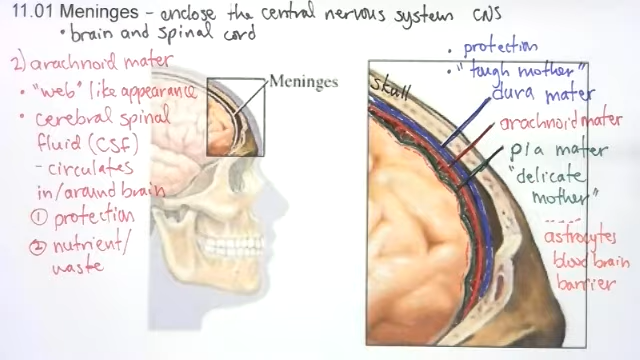 11.01 Meninges - enclose the central nervous system CNS
• brain and spinal cord
2) arachnoid mater
• "web" like appearance
• cerebral spinal
fluid (CSF)
- circulates
in/around brain
① protection
② nutrient/
waste
Meninges
skull
• protection
• "tough mother"
dura mater
arachnoid mater
pia mater
"delicate
mother"
astrocytes
blood brain
barrier